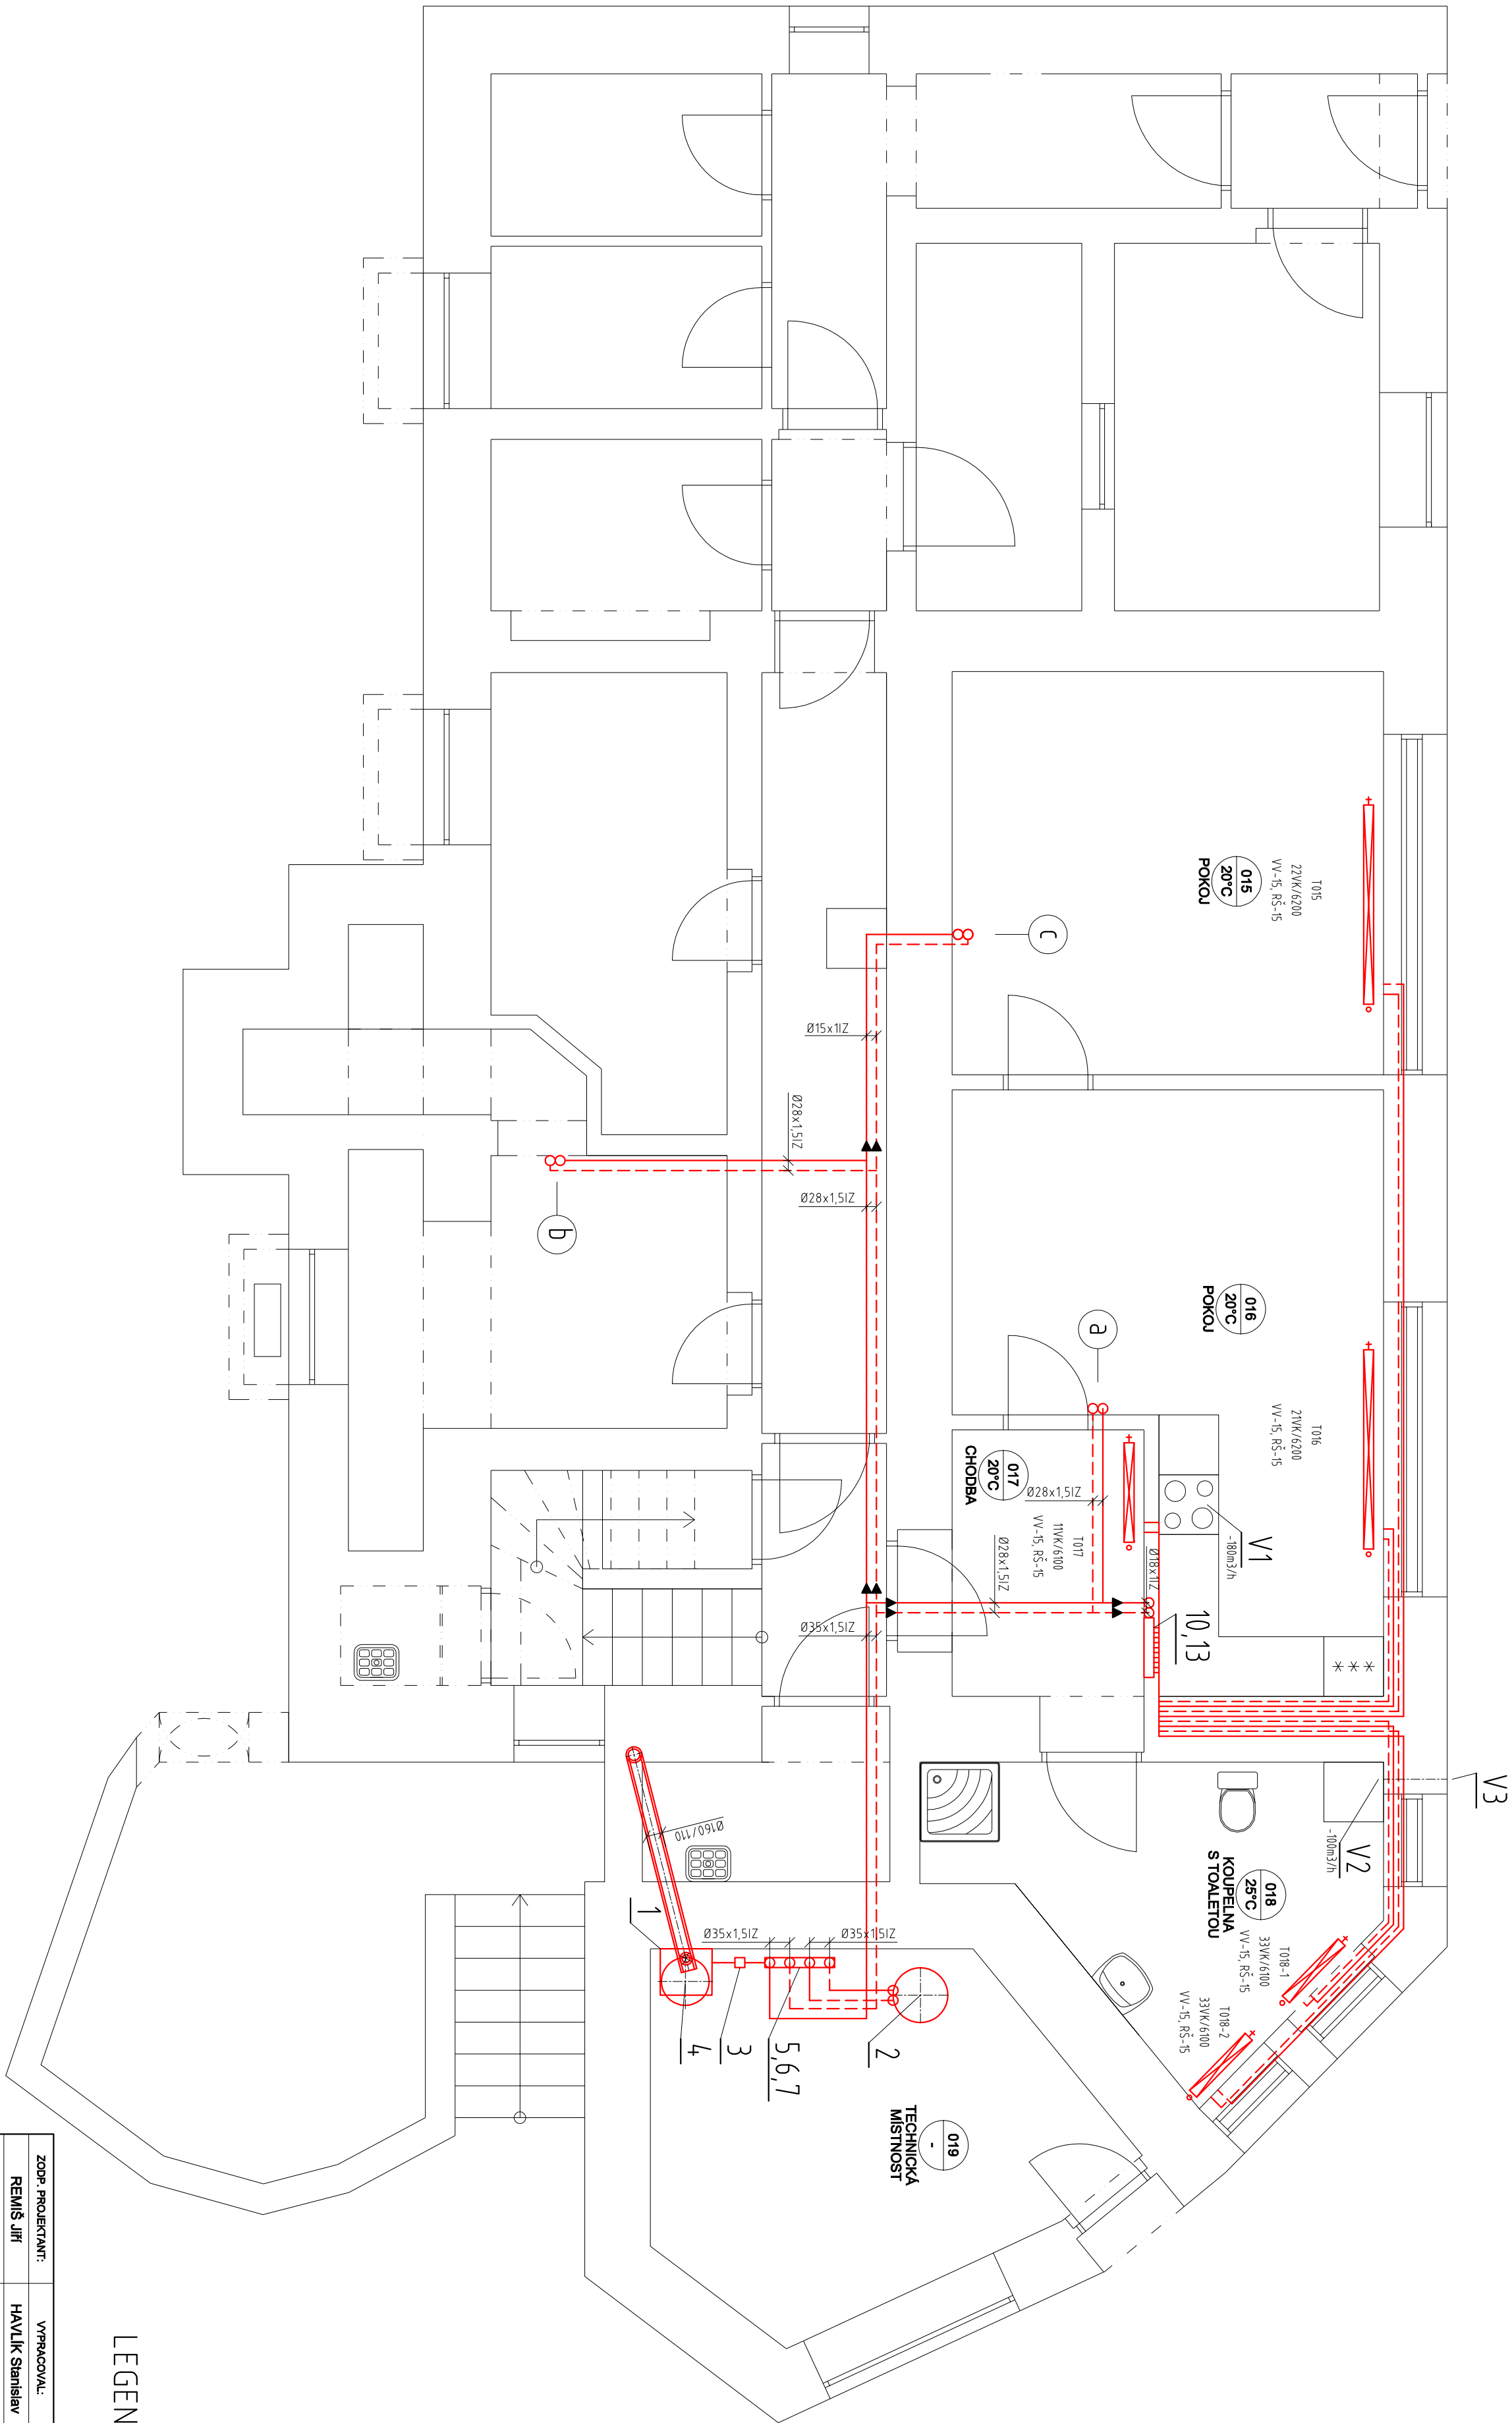 T015
22VK/6200
VV-15, RŠ-15
015
20°C
POKOJ
c
Ø15x1IZ
Ø28x1,5IZ
Ø28x1,5IZ
b
016
20°C
POKOJ
T016
21VK/6200
VV-15, RŠ-15
a
017
20°C
CHODBA
Ø28x1,5IZ
T017
11VK/6100
VV-15, RŠ-15
Ø28x1,5IZ
Ø18x1IZ
V1
-180m3/h
10,13
Ø35x1,5IZ
V3
V2
-100m3/h
018
25°C
KOUPELNA
S TOALETOU
T018-1
33VK/6100
VV-15, RŠ-15
T018-2
33VK/6100
VV-15, RŠ-15
Ø160/110
Ø35x1,5IZ
Ø35x1,5IZ
1
2
3
4
5,6,7
019
-
TECHNICKÁ
MÍSTNOST
LEGEN
ZODP. PROJEKTANT:
VYPRACOVAL:
REMIŠ Jiří
HAVLÍK Stanislav